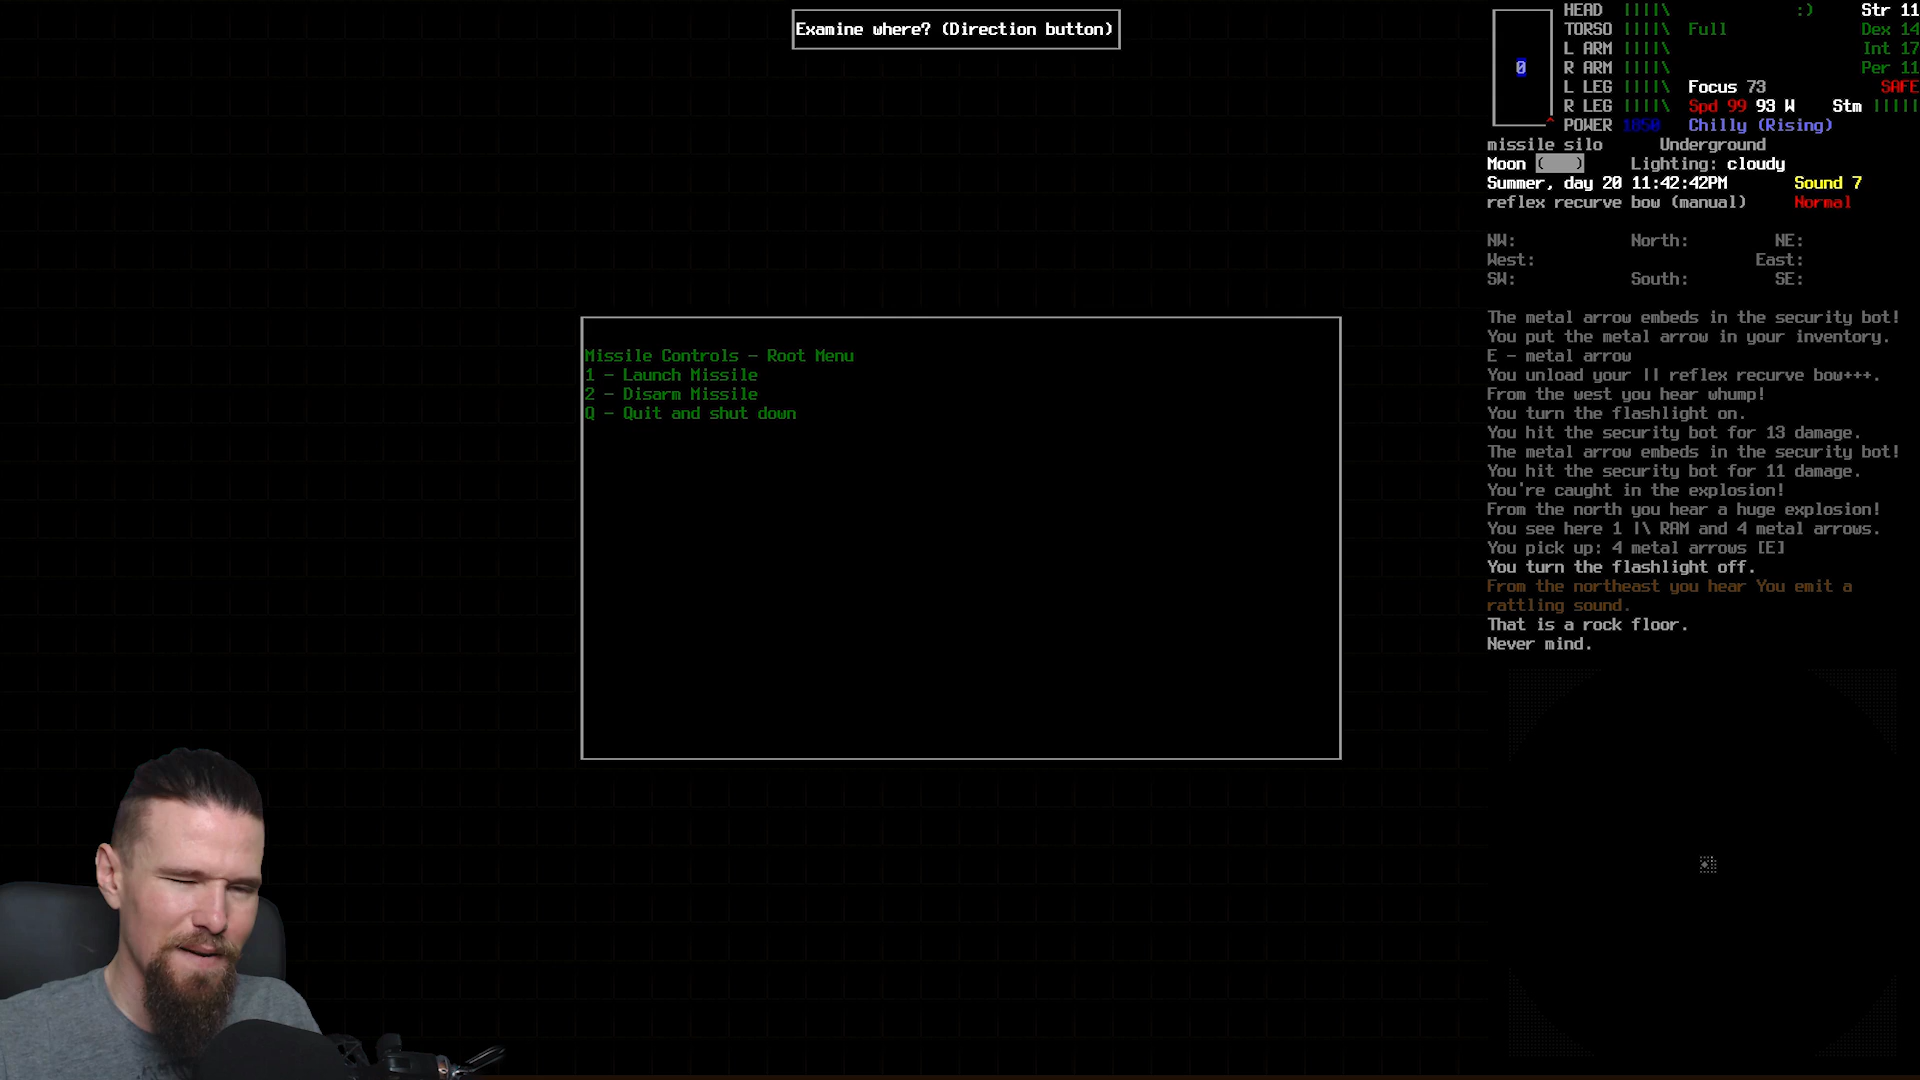 Examine where? (Direction button)
HEAD ||||\ :) Str 11
TORSO ||||\ Full Dex 14
L ARM ||||\ Int 17
R ARM ||||\ Per 11
L LEG ||||\ Focus 73 SAFE
R LEG ||||\ Spd 99 93 W Stm |||||
POWER 1850 Chilly (Rising)
0
^
missile silo Underground
Moon ( ) Lighting: cloudy
Summer, day 20 11:42:42PM Sound 7
reflex recurve bow (manual) Normal
NW: North: NE:
West: East:
SW: South: SE:
The metal arrow embeds in the security bot!
You put the metal arrow in your inventory.
E - metal arrow
You unload your || reflex recurve bow+++.
From the west you hear whump!
You turn the flashlight on.
You hit the security bot for 13 damage.
The metal arrow embeds in the security bot!
You hit the security bot for 11 damage.
You're caught in the explosion!
From the north you hear a huge explosion!
You see here 1 |\ RAM and 4 metal arrows.
You pick up: 4 metal arrows [E]
You turn the flashlight off.
From the northeast you hear You emit a
rattling sound.
That is a rock floor.
Never mind.
Missile Controls - Root Menu
1 - Launch Missile
2 - Disarm Missile
Q - Quit and shut down